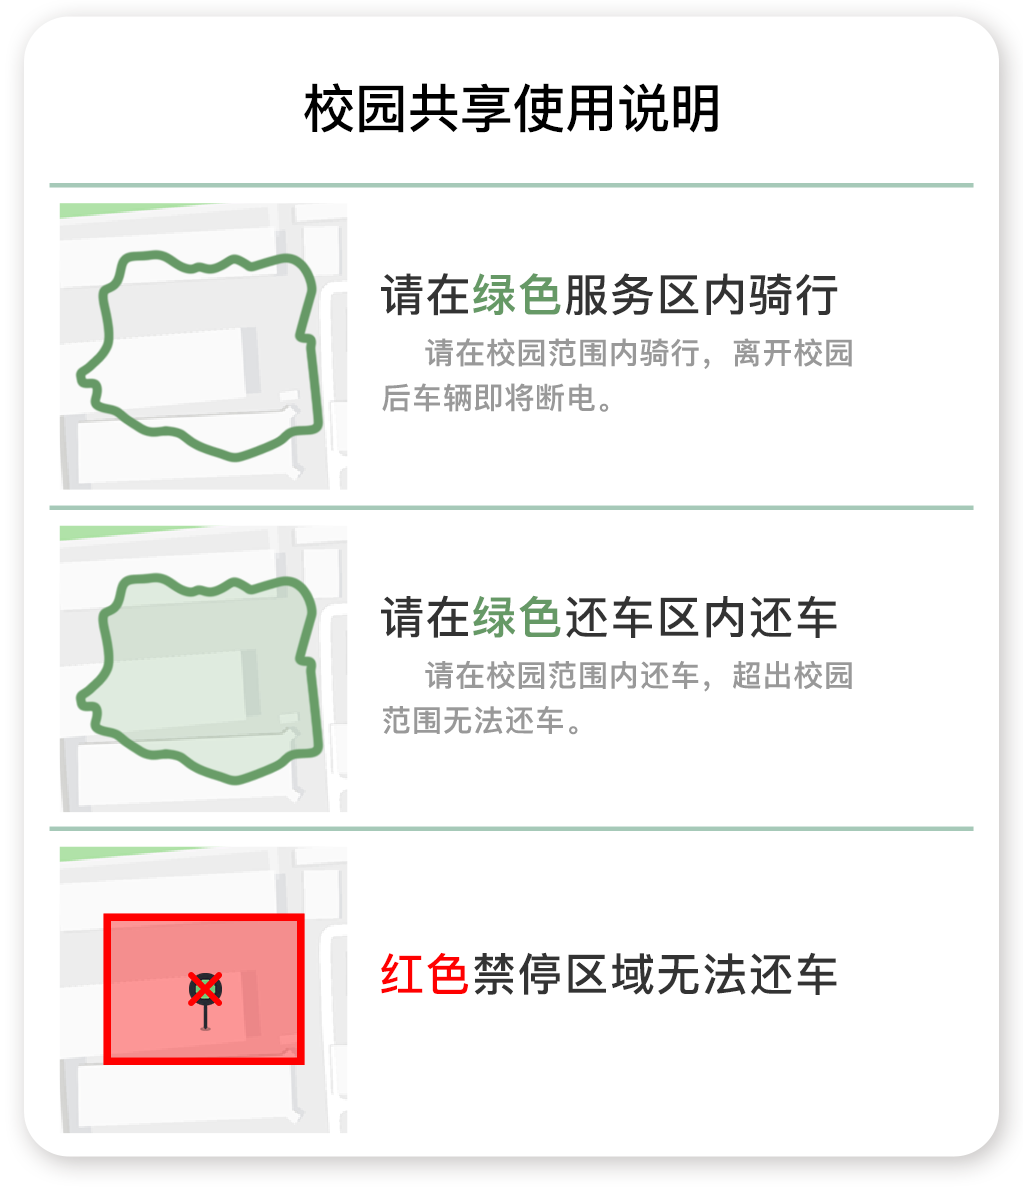 校园共享使用说明
请在绿色服务区内骑行
请在校园范围内骑行，离开校园
后车辆即将断电。
请在绿色还车区内还车
请在校园范围内还车，超出校园
范围无法还车。
红色禁停区域无法还车